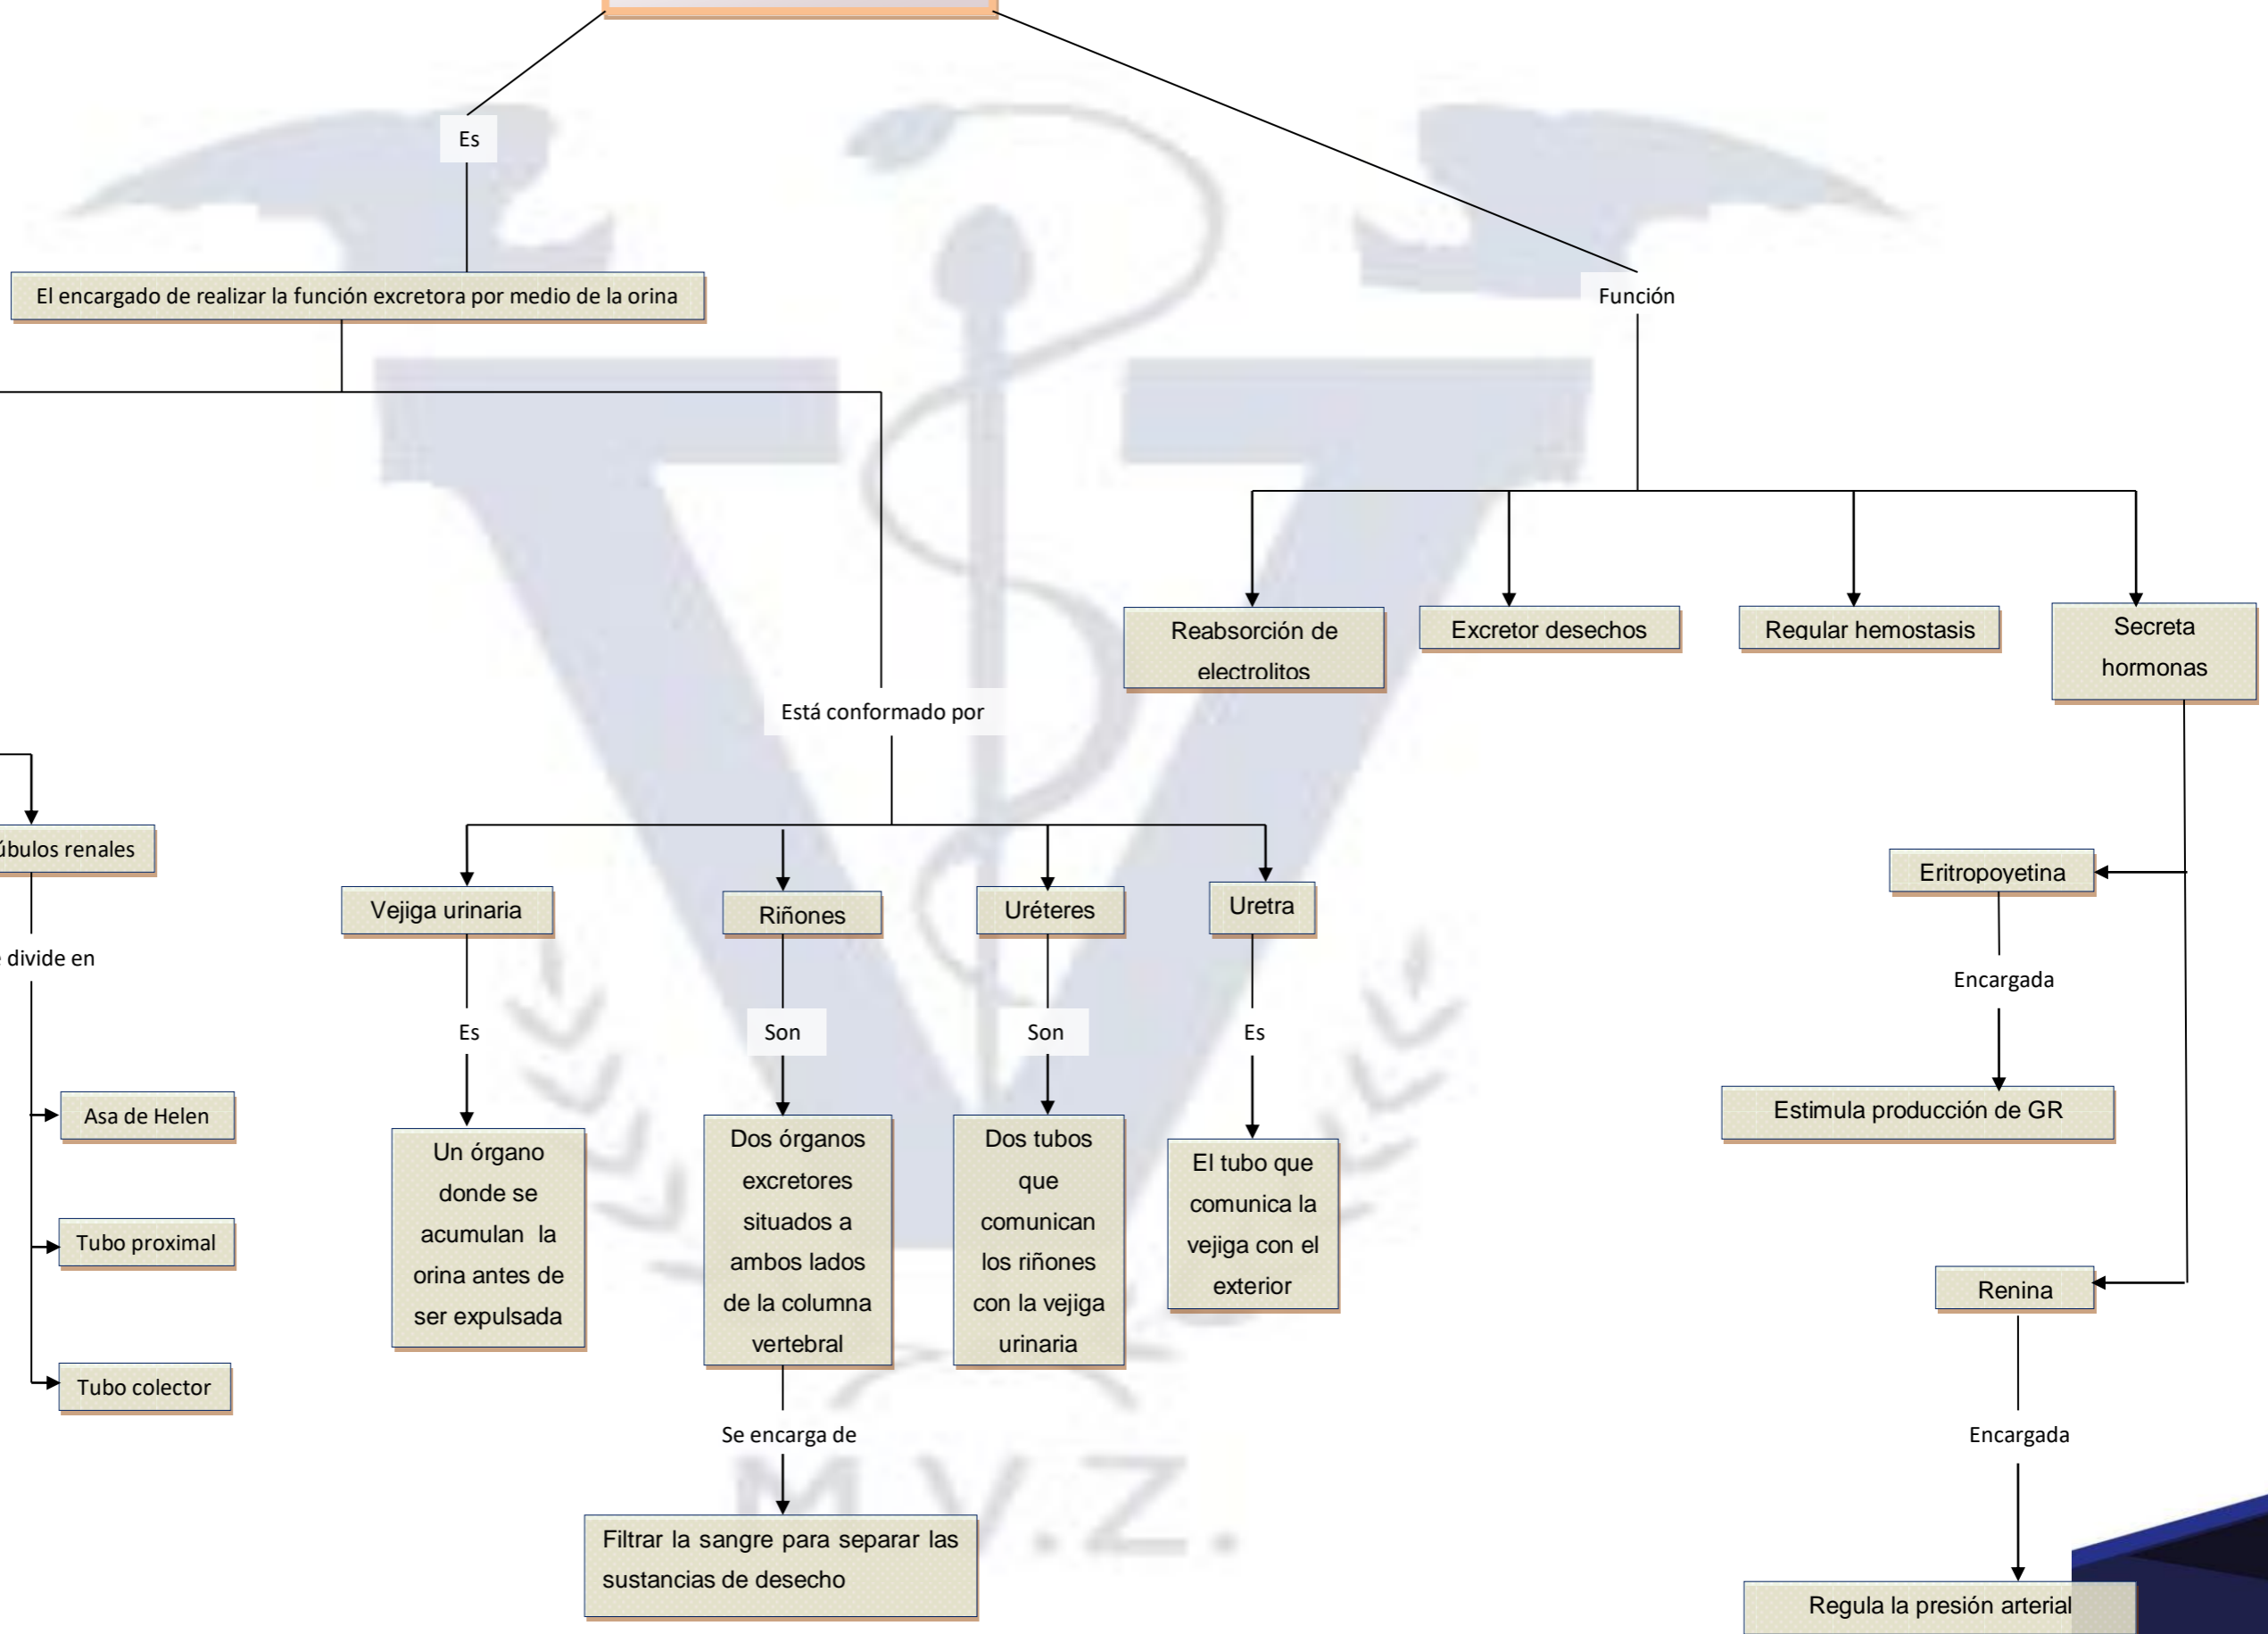 Es
El encargado de realizar la función excretora por medio de la orina
Función
Reabsorción de
electrolitos
Excretor desechos
Regular hemostasis
Secreta
hormonas
Está conformado por
úbulos renales
divide en
Asa de Helen
Tubo proximal
Tubo colector
Vejiga urinaria
Es
Un órgano
donde se
acumulan la
orina antes de
ser expulsada
Riñones
Son
Dos órganos
excretores
situados a
ambos lados
de la columna
vertebral
Se encarga de
Filtrar la sangre para separar las
sustancias de desecho
Uréteres
Son
Dos tubos
que
comunican
los riñones
con la vejiga
urinaria
Uretra
Es
El tubo que
comunica la
vejiga con el
exterior
Eritropoyetina
Encargada
Estimula producción de GR
Renina
Encargada
Regula la presión arterial
M.V.Z.